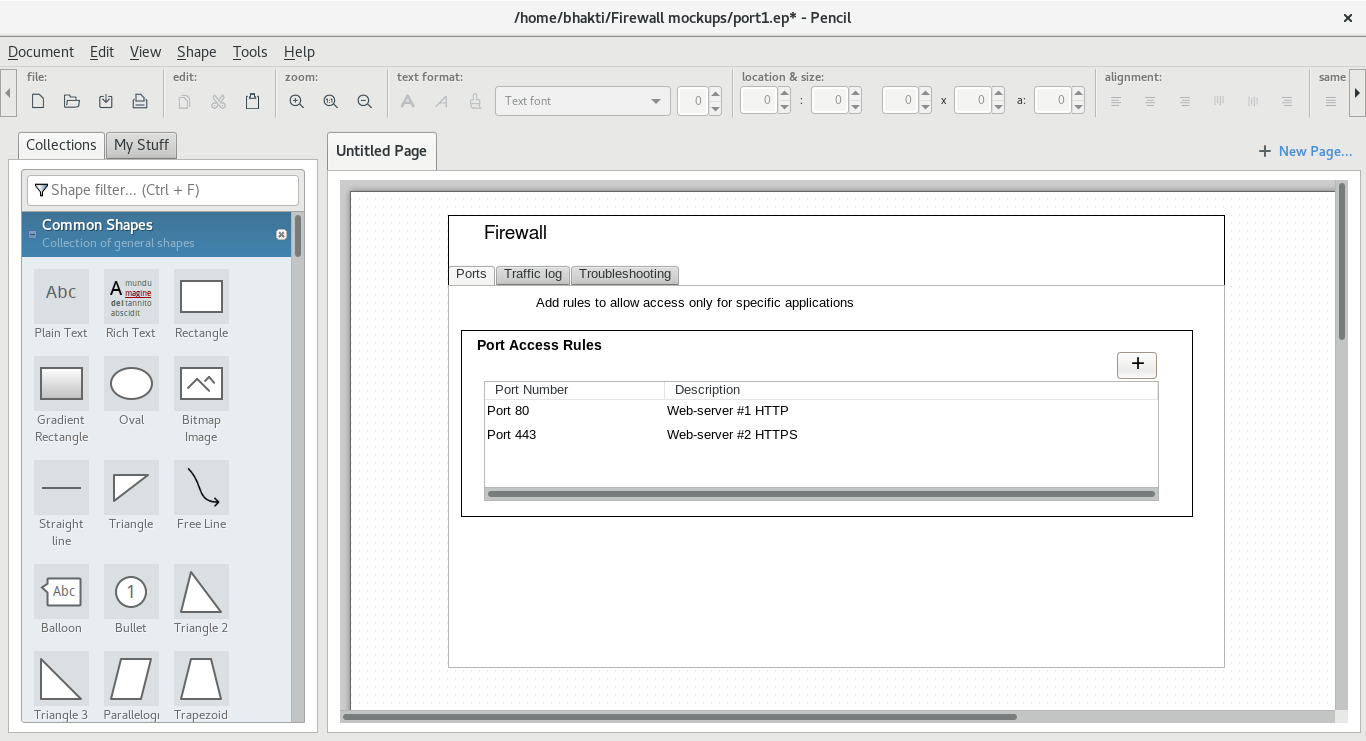 /home/bhakti/Firewall mockups/port1.ep* - Pencil
Document Edit View Shape Tools Help
file: edit: zoom: text format: location & size: alignment: same
1:1 A A Text font 0 0 : 0 0 x 0 a: 0
Collections My Stuff
Untitled Page
+ New Page...
Shape filter... (Ctrl + F)
Common Shapes
Collection of general shapes
Abc
A mundu
magine
del tannito
abscidit
Plain Text Rich Text Rectangle
Gradient Rectangle
Oval
Bitmap Image
Straight line
Triangle
Free Line
Abc
1
Balloon Bullet Triangle 2
Triangle 3 Parallelogr Trapezoid
Firewall
Ports Traffic log Troubleshooting
Add rules to allow access only for specific applications
Port Access Rules
+
Port Number Description
Port 80 Web-server #1 HTTP
Port 443 Web-server #2 HTTPS